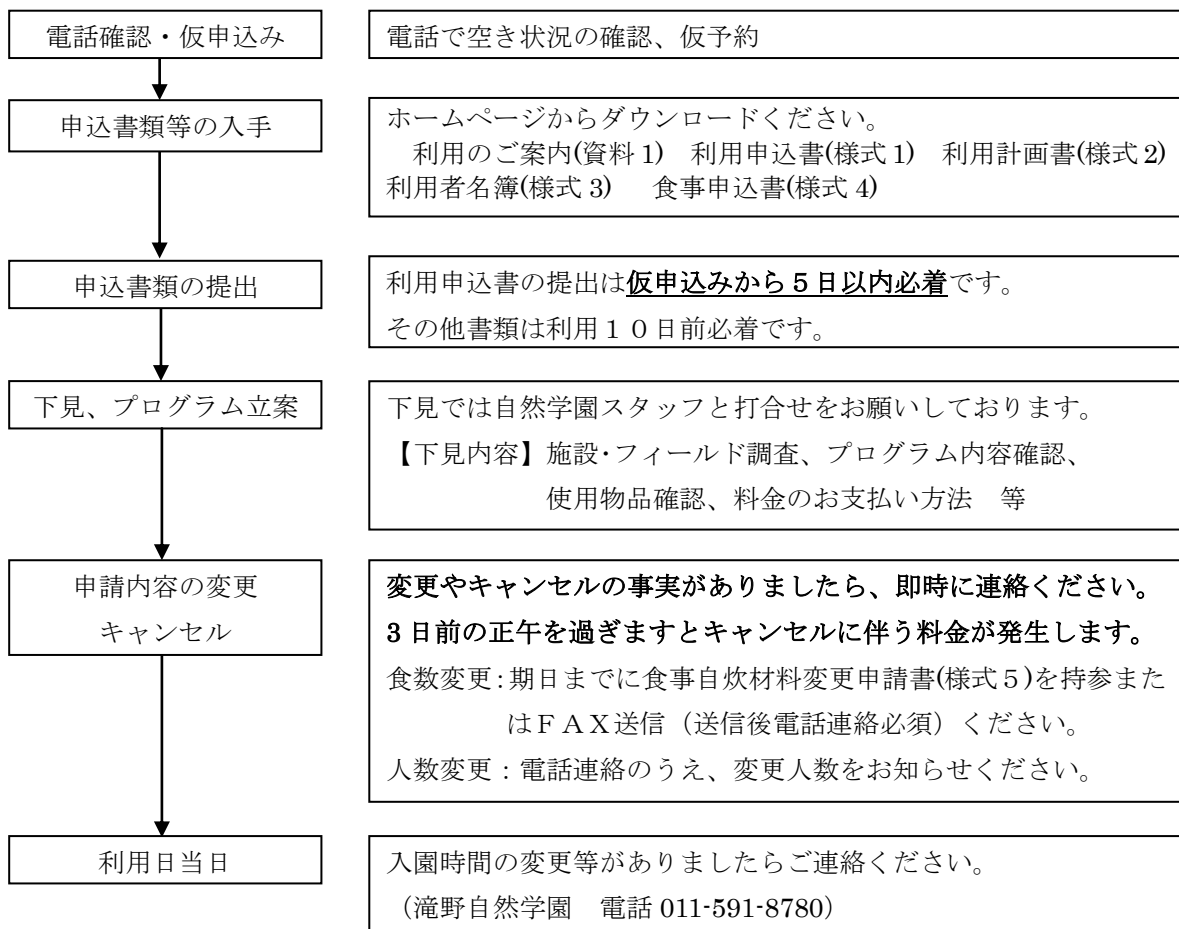 電話確認・仮申込み
電話で空き状況の確認、仮予約
申込書類等の入手
ホームページからダウンロードください。
利用のご案内(資料1) 利用申込書(様式1) 利用計画書(様式2)
利用者名簿(様式3) 食事申込書(様式4)
申込書類の提出
利用申込書の提出は仮申込みから5日以内必着です。
その他書類は利用10日前必着です。
下見、プログラム立案
下見では自然学園スタッフと打合せをお願いしております。
【下見内容】施設・フィールド調査、プログラム内容確認、
使用物品確認、料金のお支払い方法 等
申請内容の変更
キャンセル
変更やキャンセルの事実がありましたら、即時に連絡ください。
3日前の正午を過ぎますとキャンセルに伴う料金が発生します。
食数変更：期日までに食事自炊材料変更申請書(様式5)を持参また
はFAX送信（送信後電話連絡必須）ください。
人数変更：電話連絡のうえ、変更人数をお知らせください。
利用日当日
入園時間の変更等がありましたらご連絡ください。
（滝野自然学園 電話 011-591-8780）